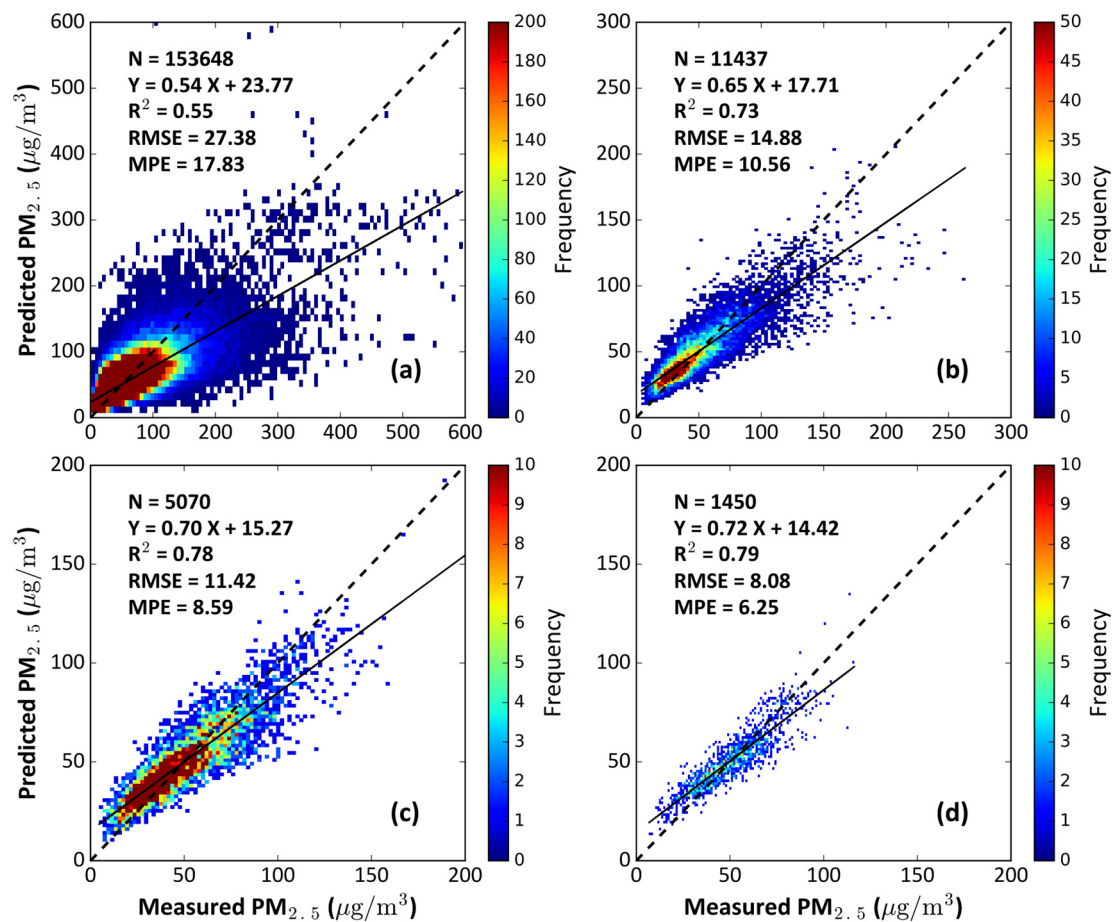 600
500
400
300
200
100
0
Predicted PM2.5 (μg/m³)
N = 153648
Y = 0.54 X + 23.77
R² = 0.55
RMSE = 27.38
MPE = 17.83
(a)
0 100 200 300 400 500 600
200
180
160
140
120
100
80
60
40
20
0
Frequency
300
250
200
150
100
50
0
N = 11437
Y = 0.65 X + 17.71
R² = 0.73
RMSE = 14.88
MPE = 10.56
(b)
0 50 100 150 200 250 300
50
45
40
35
30
25
20
15
10
5
0
Frequency
200
150
100
50
0
Predicted PM2.5 (μg/m³)
N = 5070
Y = 0.70 X + 15.27
R² = 0.78
RMSE = 11.42
MPE = 8.59
(c)
0 50 100 150 200
Measured PM2.5 (μg/m³)
10
9
8
7
6
5
4
3
2
1
0
Frequency
200
150
100
50
0
N = 1450
Y = 0.72 X + 14.42
R² = 0.79
RMSE = 8.08
MPE = 6.25
(d)
0 50 100 150 200
Measured PM2.5 (μg/m³)
10
9
8
7
6
5
4
3
2
1
0
Frequency